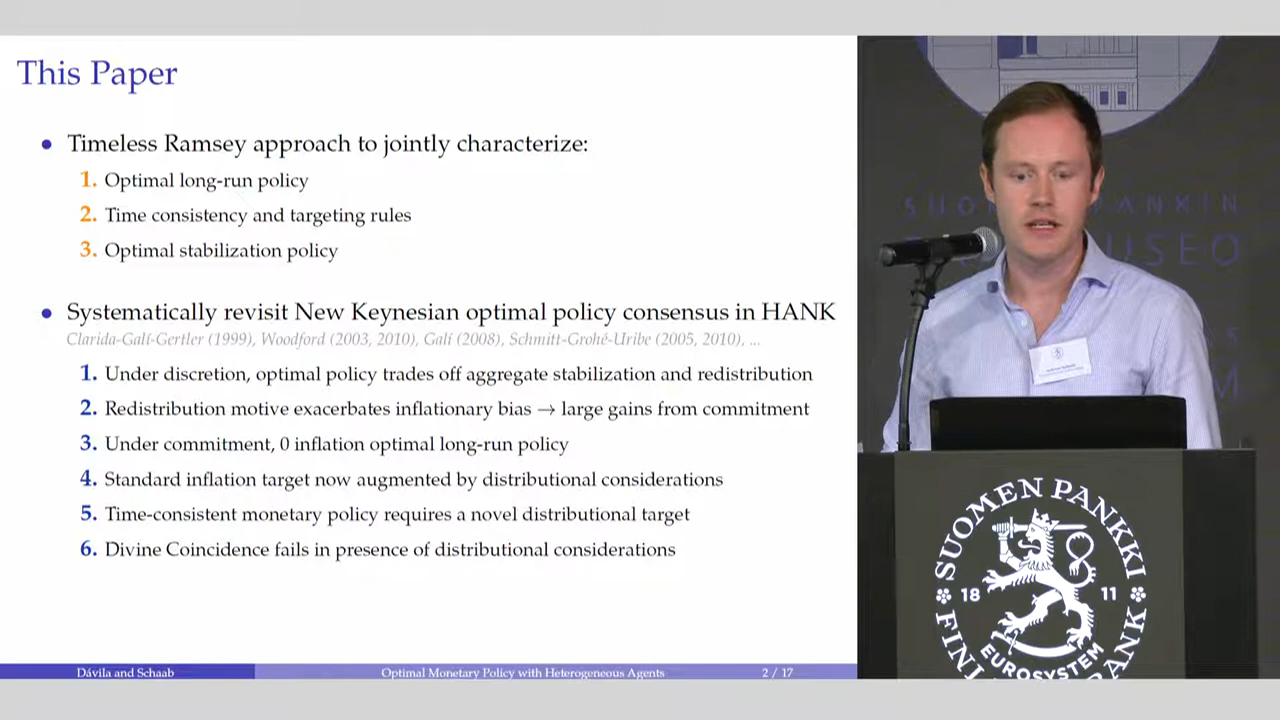 This Paper
• Timeless Ramsey approach to jointly characterize:
1. Optimal long-run policy
2. Time consistency and targeting rules
3. Optimal stabilization policy
• Systematically revisit New Keynesian optimal policy consensus in HANK
Clarida-Galí-Gertler (1999), Woodford (2003, 2010), Galí (2008), Schmitt-Grohé-Uribe (2005, 2010), ...
1. Under discretion, optimal policy trades off aggregate stabilization and redistribution
2. Redistribution motive exacerbates inflationary bias → large gains from commitment
3. Under commitment, 0 inflation optimal long-run policy
4. Standard inflation target now augmented by distributional considerations
5. Time-consistent monetary policy requires a novel distributional target
6. Divine Coincidence fails in presence of distributional considerations
Dávila and Schaab
Optimal Monetary Policy with Heterogeneous Agents
2 / 17
SUOMEN PANKKI
18 11
EUROSYSTEM